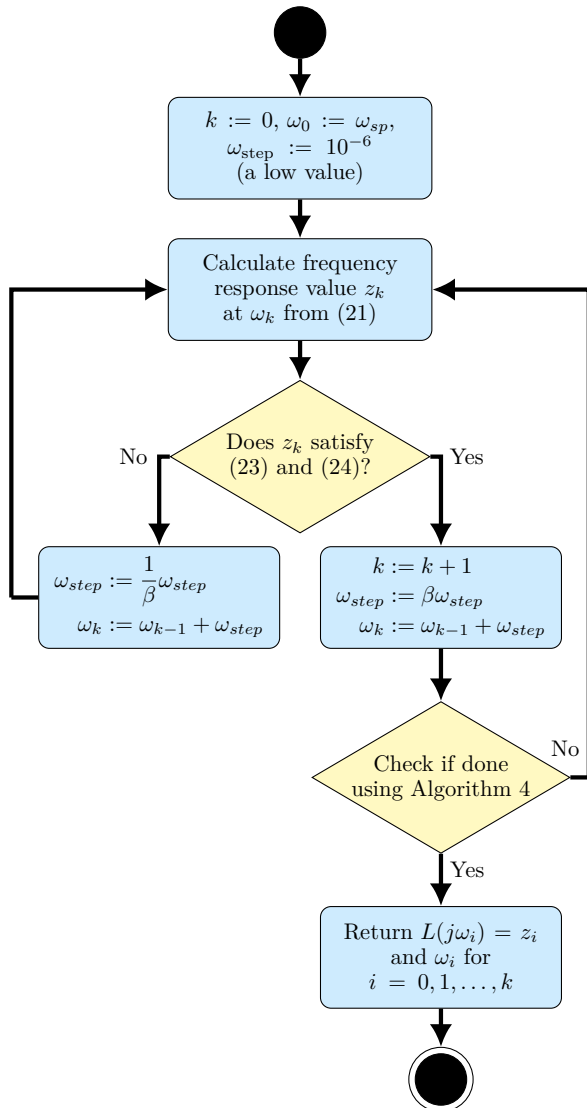 k := 0, ω₀ := ω_sp,
ω_step := 10⁻⁶
(a low value)
Calculate frequency
response value z_k
at ω_k from (21)
Does z_k satisfy
(23) and (24)?
No
Yes
ω_step := 1/β ω_step
ω_k := ω_{k−1} + ω_step
k := k + 1
ω_step := βω_step
ω_k := ω_{k−1} + ω_step
Check if done
using Algorithm 4
No
Yes
Return L(jω_i) = z_i
and ω_i for
i = 0, 1, . . . , k